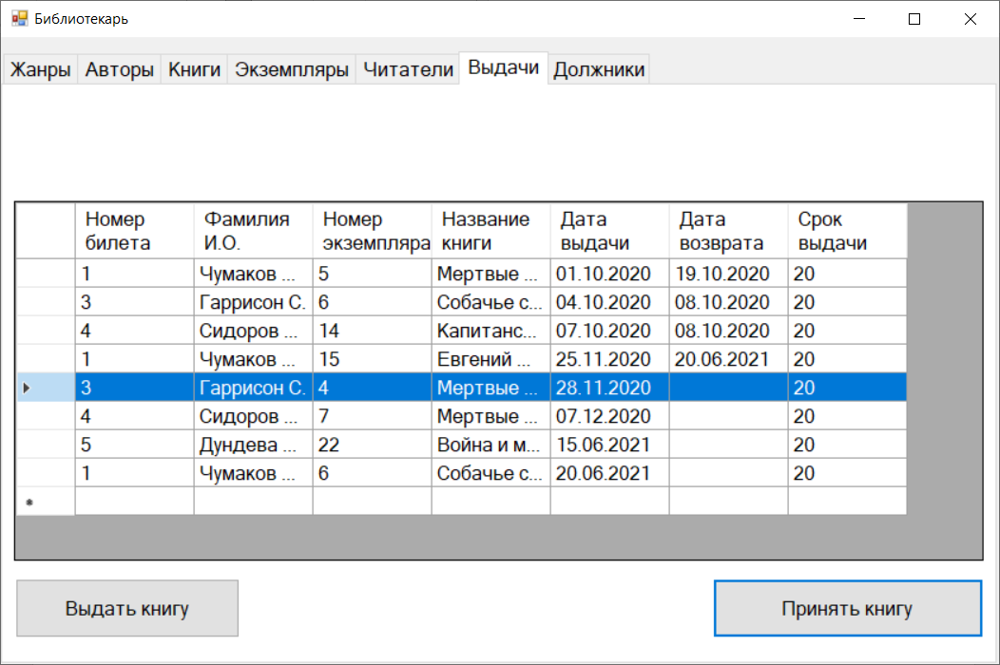 Библиотекарь
Жанры Авторы Книги Экземпляры Читатели Выдачи Должники
Номер билета Фамилия И.О. Номер экземпляра Название книги Дата выдачи Дата возврата Срок выдачи
1 Чумаков ... 5 Мертвые ... 01.10.2020 19.10.2020 20
3 Гаррисон С. 6 Собачье с... 04.10.2020 08.10.2020 20
4 Сидоров ... 14 Капитанс... 07.10.2020 08.10.2020 20
1 Чумаков ... 15 Евгений ... 25.11.2020 20.06.2021 20
3 Гаррисон С. 4 Мертвые ... 28.11.2020 20
4 Сидоров ... 7 Мертвые ... 07.12.2020 20
5 Дундева ... 22 Война и м... 15.06.2021 20
1 Чумаков ... 6 Собачье с... 20.06.2021 20
Выдать книгу Принять книгу